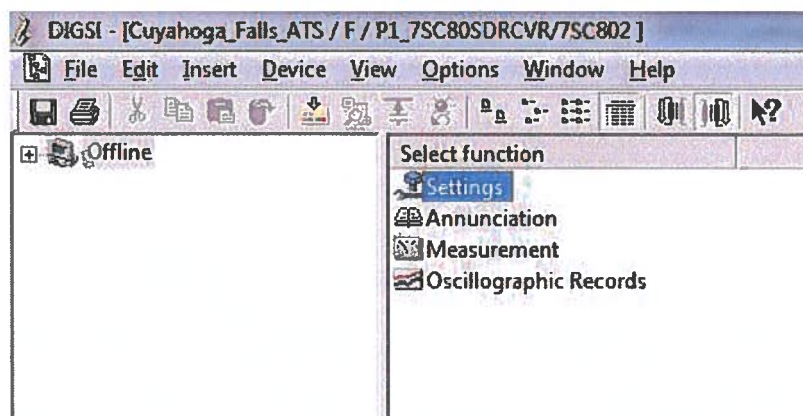 DIGSI - [Cuyahoga_Falls_ATS / F / P1_7SC80SDRCVR/7SC802 ]
File Edit Insert Device View Options Window Help
Offline
Select function
Settings
Annunciation
Measurement
Oscillographic Records